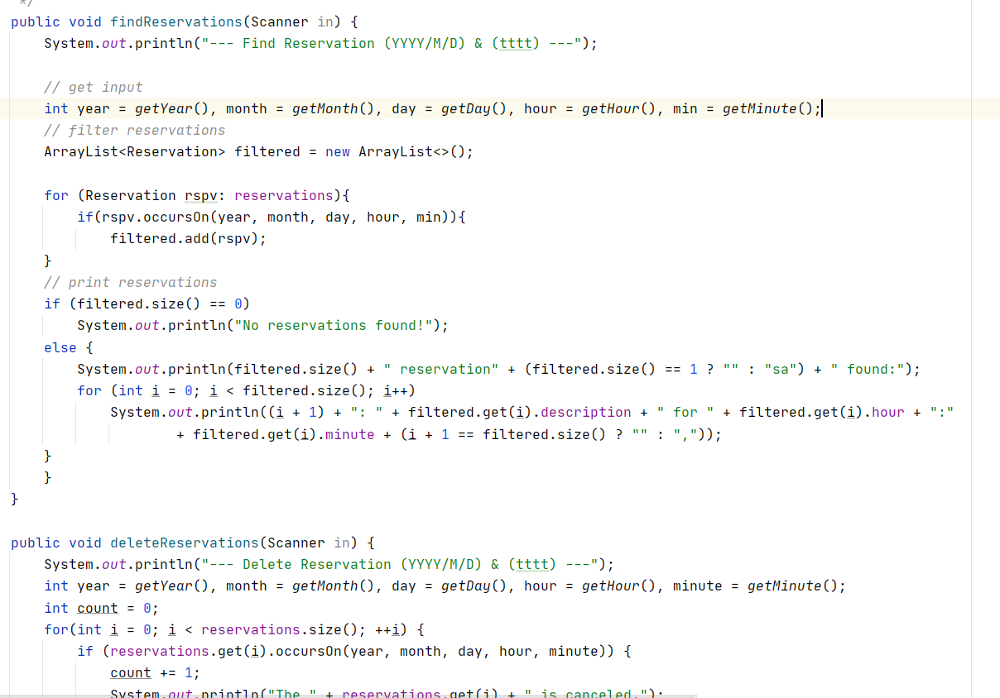 */
public void findReservations(Scanner in) {
    System.out.println("--- Find Reservation (YYYY/M/D) & (tttt) ---");
    // get input
    int year = getYear(), month = getMonth(), day = getDay(), hour = getHour(), min = getMinute();
    // filter reservations
    ArrayList<Reservation> filtered = new ArrayList<>();
    for (Reservation rspv: reservations){
        if(rspv.occursOn(year, month, day, hour, min)){
            filtered.add(rspv);
    }
    // print reservations
    if (filtered.size() == 0)
        System.out.println("No reservations found!");
    else {
        System.out.println(filtered.size() + " reservation" + (filtered.size() == 1 ? "" : "sa") + " found:");
        for (int i = 0; i < filtered.size(); i++)
            System.out.println((i + 1) + ": " + filtered.get(i).description + " for " + filtered.get(i).hour + ":"
                    + filtered.get(i).minute + (i + 1 == filtered.size() ? "" : ","));
    }
    }
}
public void deleteReservations(Scanner in) {
    System.out.println("--- Delete Reservation (YYYY/M/D) & (tttt) ---");
    int year = getYear(), month = getMonth(), day = getDay(), hour = getHour(), minute = getMinute();
    int count = 0;
    for(int i = 0; i < reservations.size(); ++i) {
        if (reservations.get(i).occursOn(year, month, day, hour, minute)) {
            count += 1;
            System.out.println("The " + reservations.get(i) + " is canceled.");